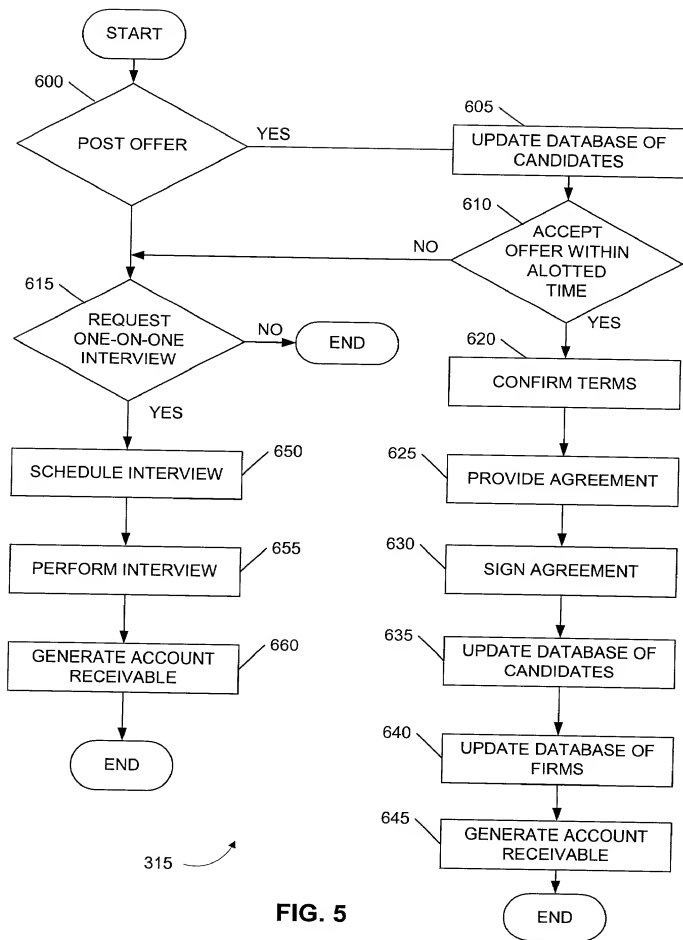 START
600
POST OFFER
YES
605
UPDATE DATABASE OF
CANDIDATES
610
ACCEPT
OFFER WITHIN
ALOTTED
TIME
NO
YES
615
REQUEST
ONE-ON-ONE
INTERVIEW
NO
END
YES
620
CONFIRM TERMS
650
SCHEDULE INTERVIEW
625
PROVIDE AGREEMENT
655
PERFORM INTERVIEW
630
SIGN AGREEMENT
660
GENERATE ACCOUNT
RECEIVABLE
635
UPDATE DATABASE OF
CANDIDATES
END
640
UPDATE DATABASE OF
FIRMS
645
GENERATE ACCOUNT
RECEIVABLE
315
END
FIG. 5